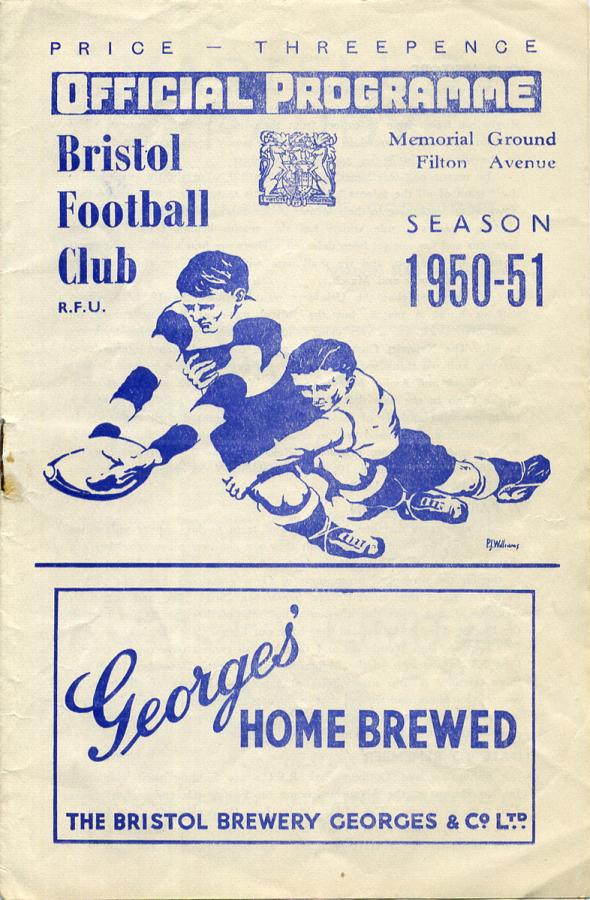 PRICE – THREEPENCE
OFFICIAL PROGRAMME
Bristol
Football
Club
R.F.U.
Memorial Ground
Filton Avenue
SEASON
1950-51
P.J.Williams
Georges'
HOME BREWED
THE BRISTOL BREWERY GEORGES & Co LTD.